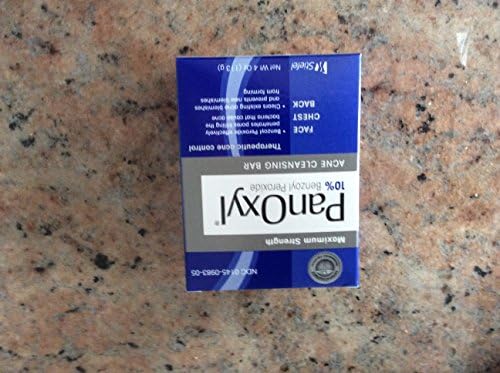 NDC 0145-0983-05
Maximum Strength
PanOxyl®
10% Benzoyl Peroxide
ACNE CLEANSING BAR
Therapeutic acne control
FACE
CHEST
BACK
• Benzoyl Peroxide effectively
penetrates pores killing the
bacteria that cause acne
• Clears existing acne blemishes
and prevents new blemishes
from forming
Stiefel
Net Wt 4 Oz (113 g)